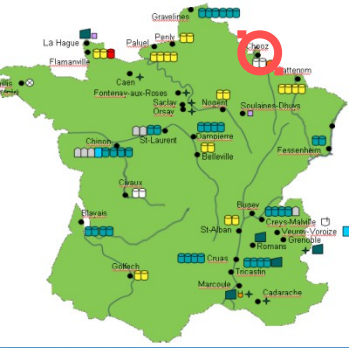 Gravelines
Chooz
Penly
La Hague
Paluel
Flamanville
Cattenom
Caen
Fontenay-aux-Roses
Saclay
Nogent
Orsay
Soulaines-Dhuys
Dampierre
St-Laurent
Chinon
Fessenheim
Belleville
Civaux
Blayais
Bugey
Creys-Malville
St-Alban
Veurey-Voroize
Grenoble
Romans
Golfech
Cruas
Tricastin
Marcoule
Cadarache